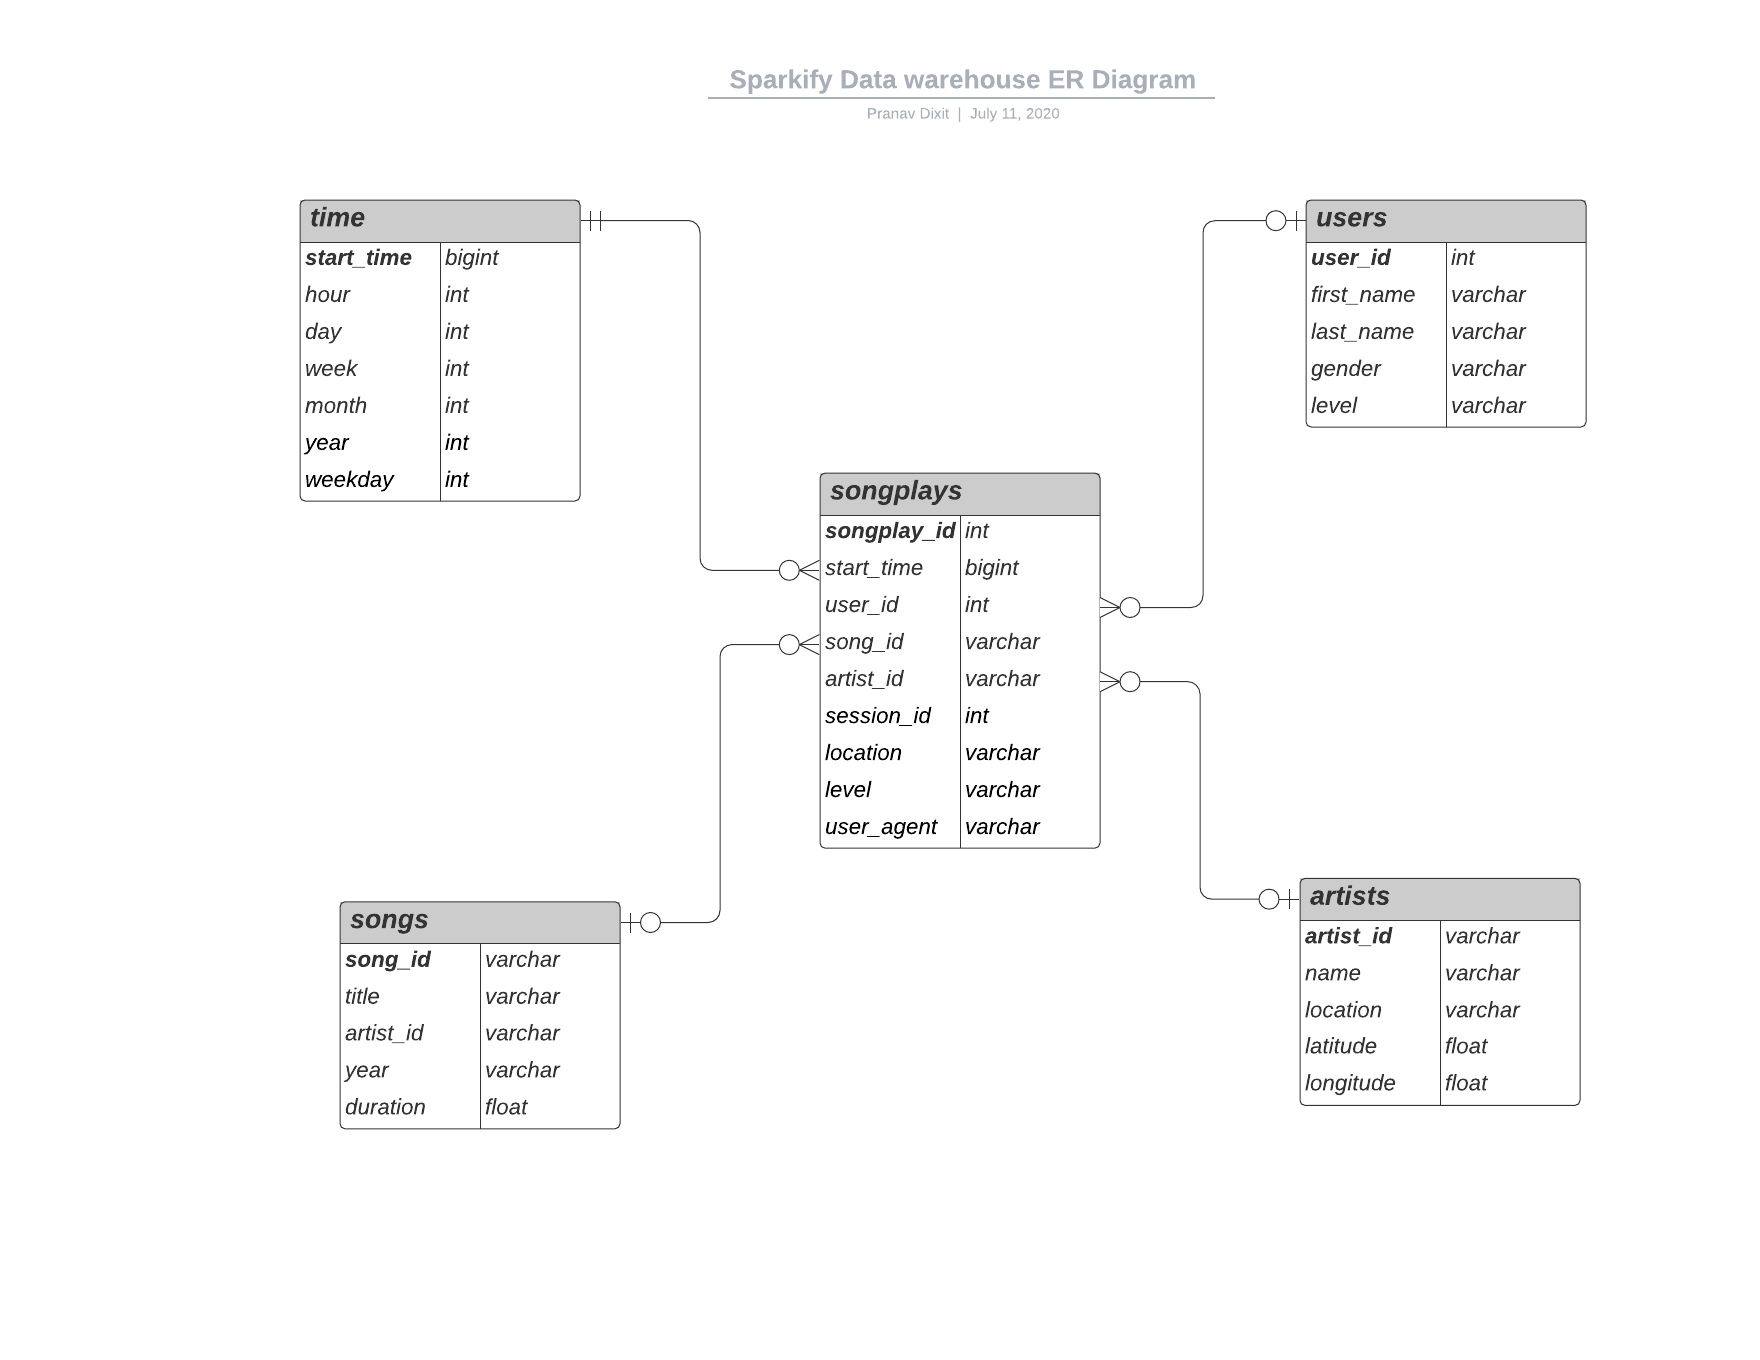 Sparkify Data warehouse ER Diagram
Pranav Dixit | July 11, 2020
time
start_time bigint
hour int
day int
week int
month int
year int
weekday int
users
user_id int
first_name varchar
last_name varchar
gender varchar
level varchar
songplays
songplay_id int
start_time bigint
user_id int
song_id varchar
artist_id varchar
session_id int
location varchar
level varchar
user_agent varchar
songs
song_id varchar
title varchar
artist_id varchar
year varchar
duration float
artists
artist_id varchar
name varchar
location varchar
latitude float
longitude float